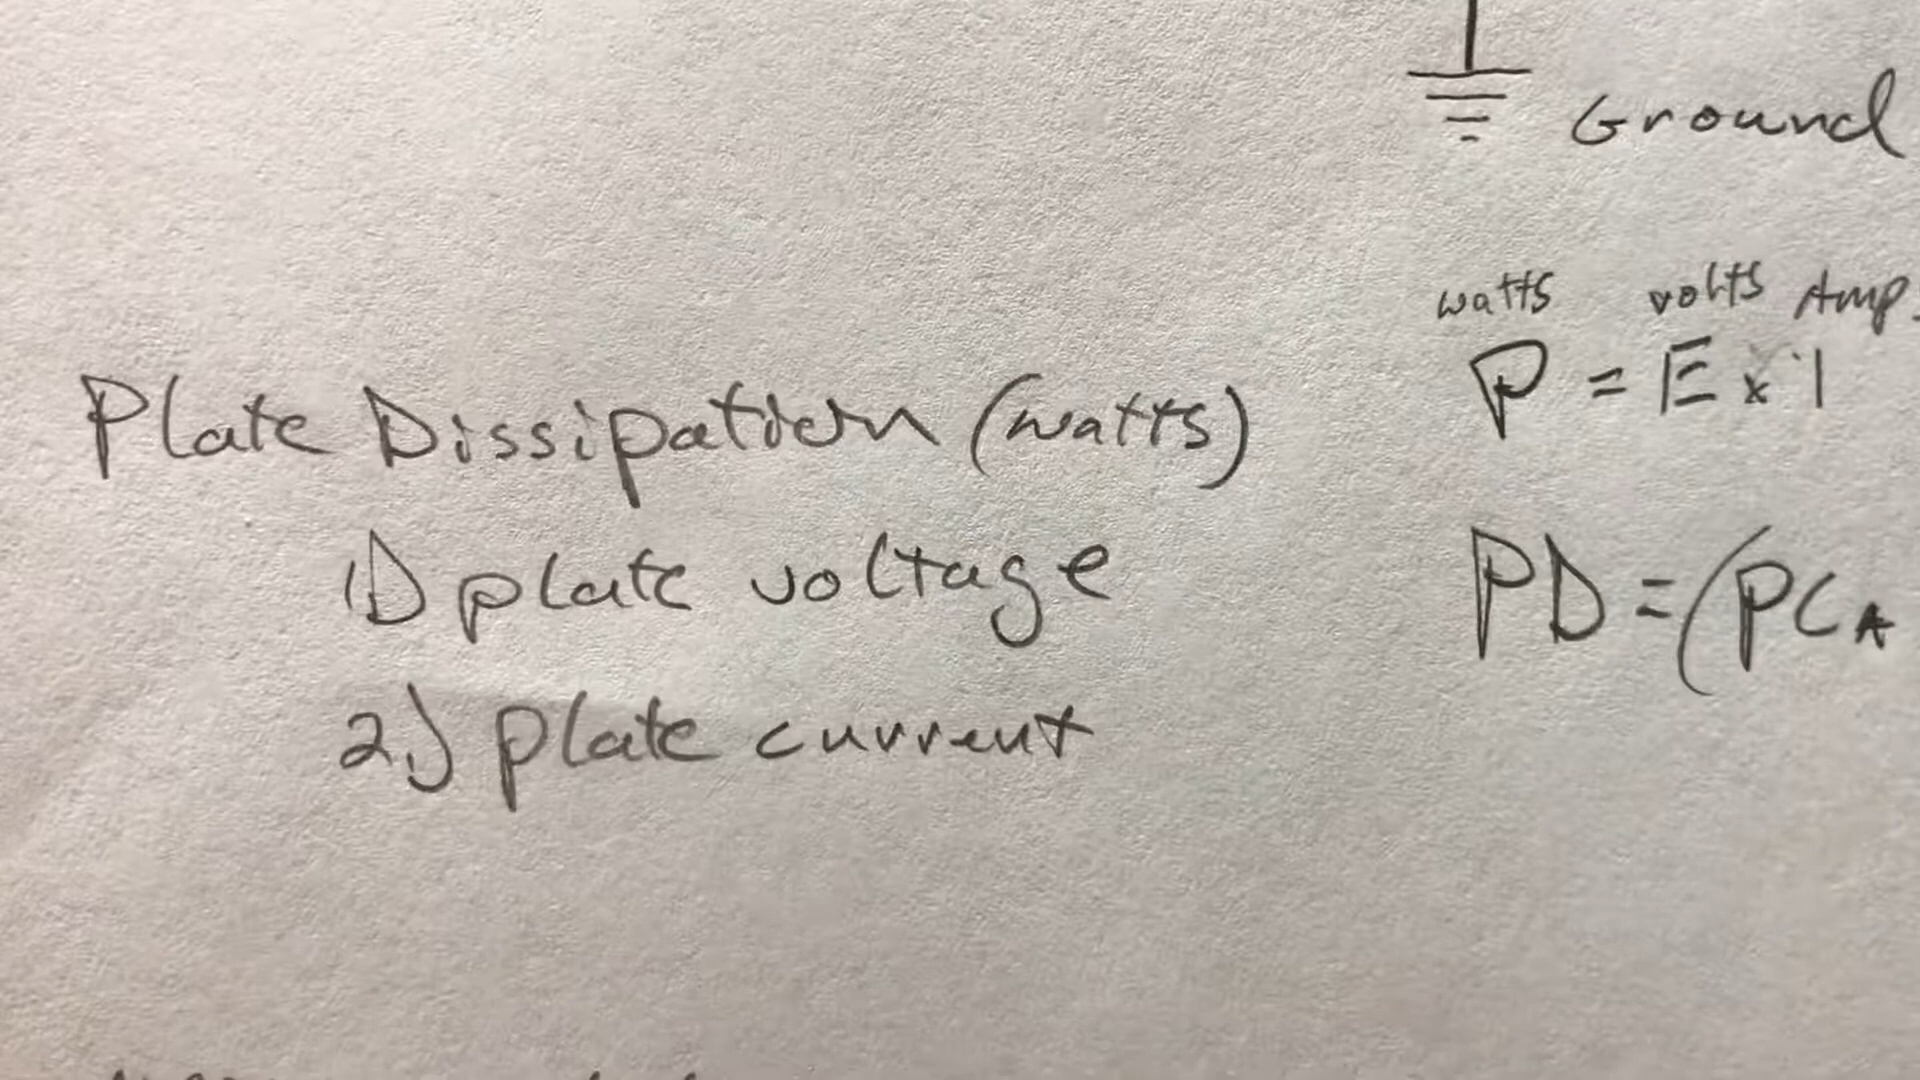 Ground
watts volts Amp.
P = E x I
Plate Dissipation (watts)
1) plate voltage
2.) plate current
PD = (PCA